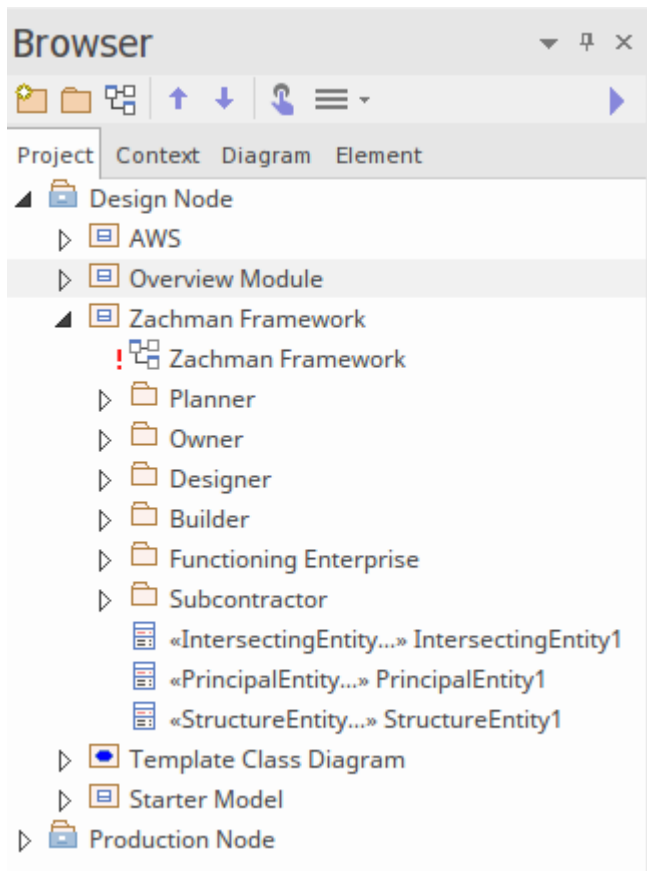 Browser
Project Context Diagram Element
Design Node
AWS
Overview Module
Zachman Framework
! Zachman Framework
Planner
Owner
Designer
Builder
Functioning Enterprise
Subcontractor
«IntersectingEntity...» IntersectingEntity1
«PrincipalEntity...» PrincipalEntity1
«StructureEntity...» StructureEntity1
Template Class Diagram
Starter Model
Production Node